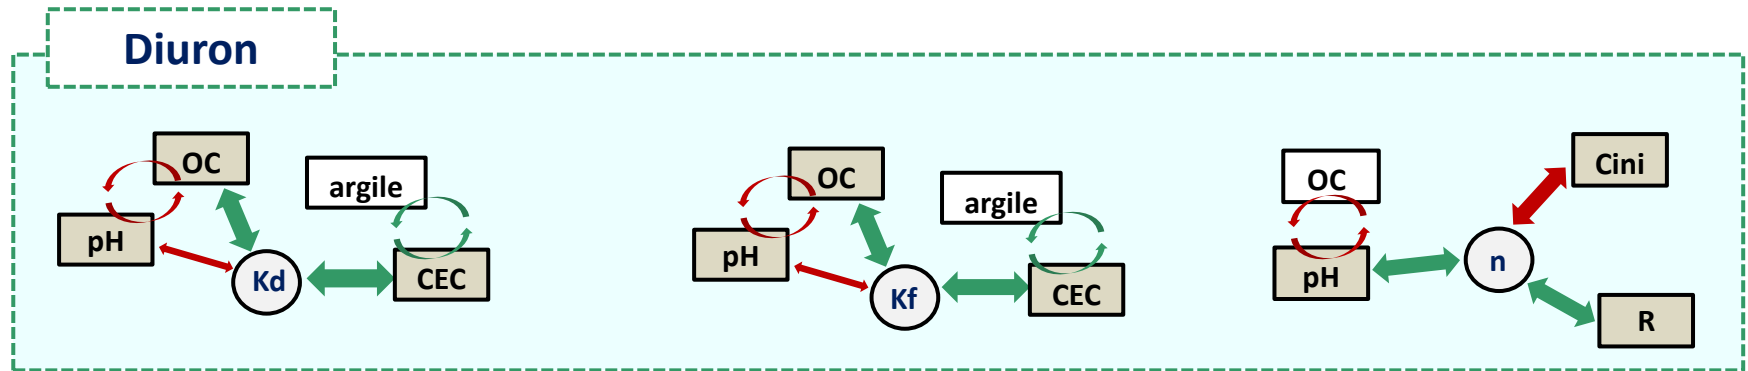 Diuron
OC
argile
pH
Kd
CEC
OC
argile
pH
Kf
CEC
OC
Cini
pH
n
R